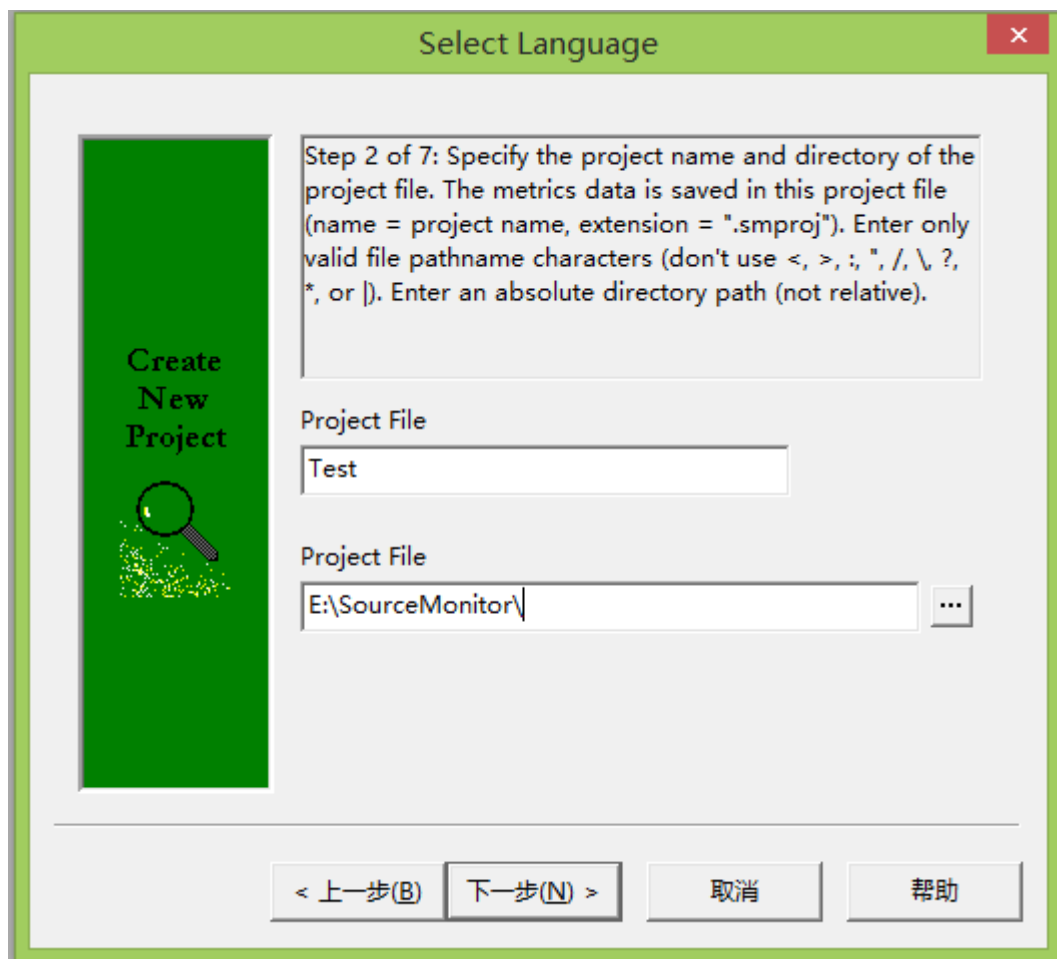 Select Language
Step 2 of 7: Specify the project name and directory of the
project file. The metrics data is saved in this project file
(name = project name, extension = ".smproj"). Enter only
valid file pathname characters (don't use <, >, :, ", /, \, ?,
*, or |). Enter an absolute directory path (not relative).
Create
New
Project
Project File
Test
Project File
E:\SourceMonitor\
...
< 上一步(B)
下一步(N) >
取消
帮助